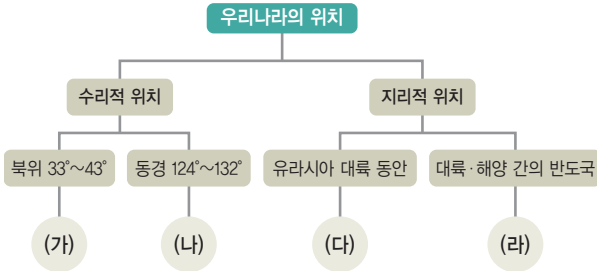 우리나라의 위치
수리적 위치
지리적 위치
북위 33°~43°
동경 124°~132°
유라시아 대륙 동안
대륙·해양 간의 반도국
(가)
(나)
(다)
(라)